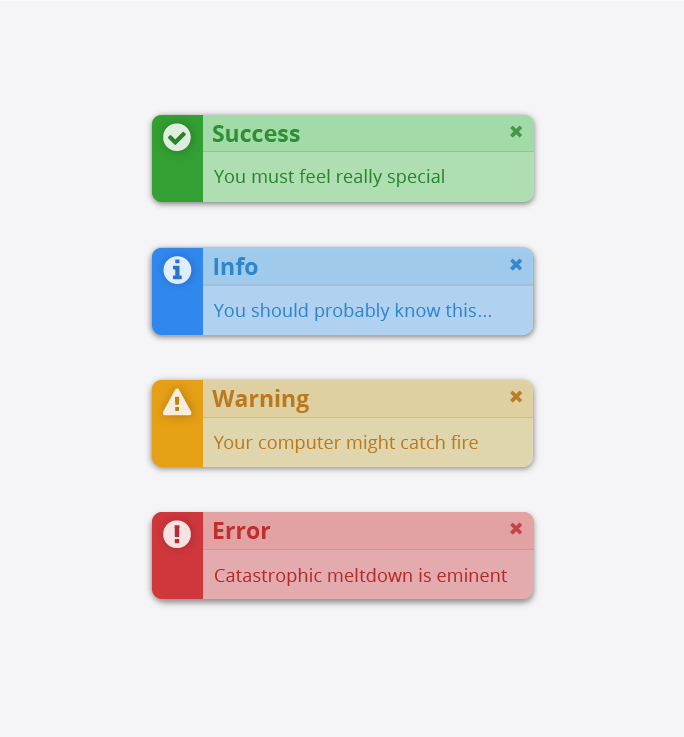 Success
You must feel really special
Info
You should probably know this...
Warning
Your computer might catch fire
Error
Catastrophic meltdown is eminent